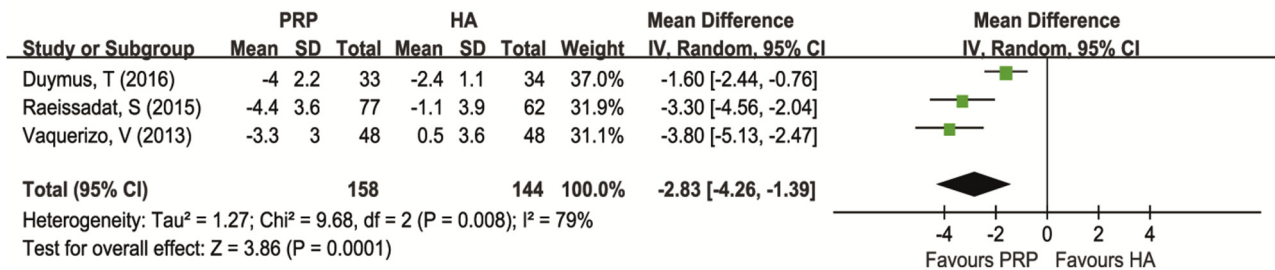 PRP HA Mean Difference Mean Difference
Study or Subgroup Mean SD Total Mean SD Total Weight IV, Random, 95% CI IV, Random, 95% CI
Duymus, T (2016) -4 2.2 33 -2.4 1.1 34 37.0% -1.60 [-2.44, -0.76]
Raeissadat, S (2015) -4.4 3.6 77 -1.1 3.9 62 31.9% -3.30 [-4.56, -2.04]
Vaquerizo, V (2013) -3.3 3 48 0.5 3.6 48 31.1% -3.80 [-5.13, -2.47]
Total (95% CI) 158 144 100.0% -2.83 [-4.26, -1.39]
Heterogeneity: Tau² = 1.27; Chi² = 9.68, df = 2 (P = 0.008); I² = 79%
Test for overall effect: Z = 3.86 (P = 0.0001)
-4 -2 0 2 4
Favours PRP Favours HA